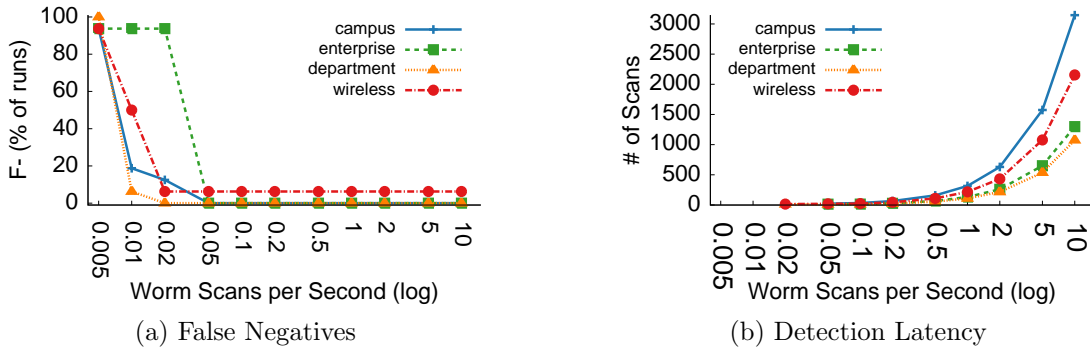 F- (% of runs)
100
80
60
40
20
0
campus
enterprise
department
wireless
0.005
0.01
0.02
0.05
0.1
0.2
0.5
1
2
5
10
Worm Scans per Second (log)
(a) False Negatives
# of Scans
3000
2500
2000
1500
1000
500
0
campus
enterprise
department
wireless
0.005
0.01
0.02
0.05
0.1
0.2
0.5
1
2
5
10
Worm Scans per Second (log)
(b) Detection Latency